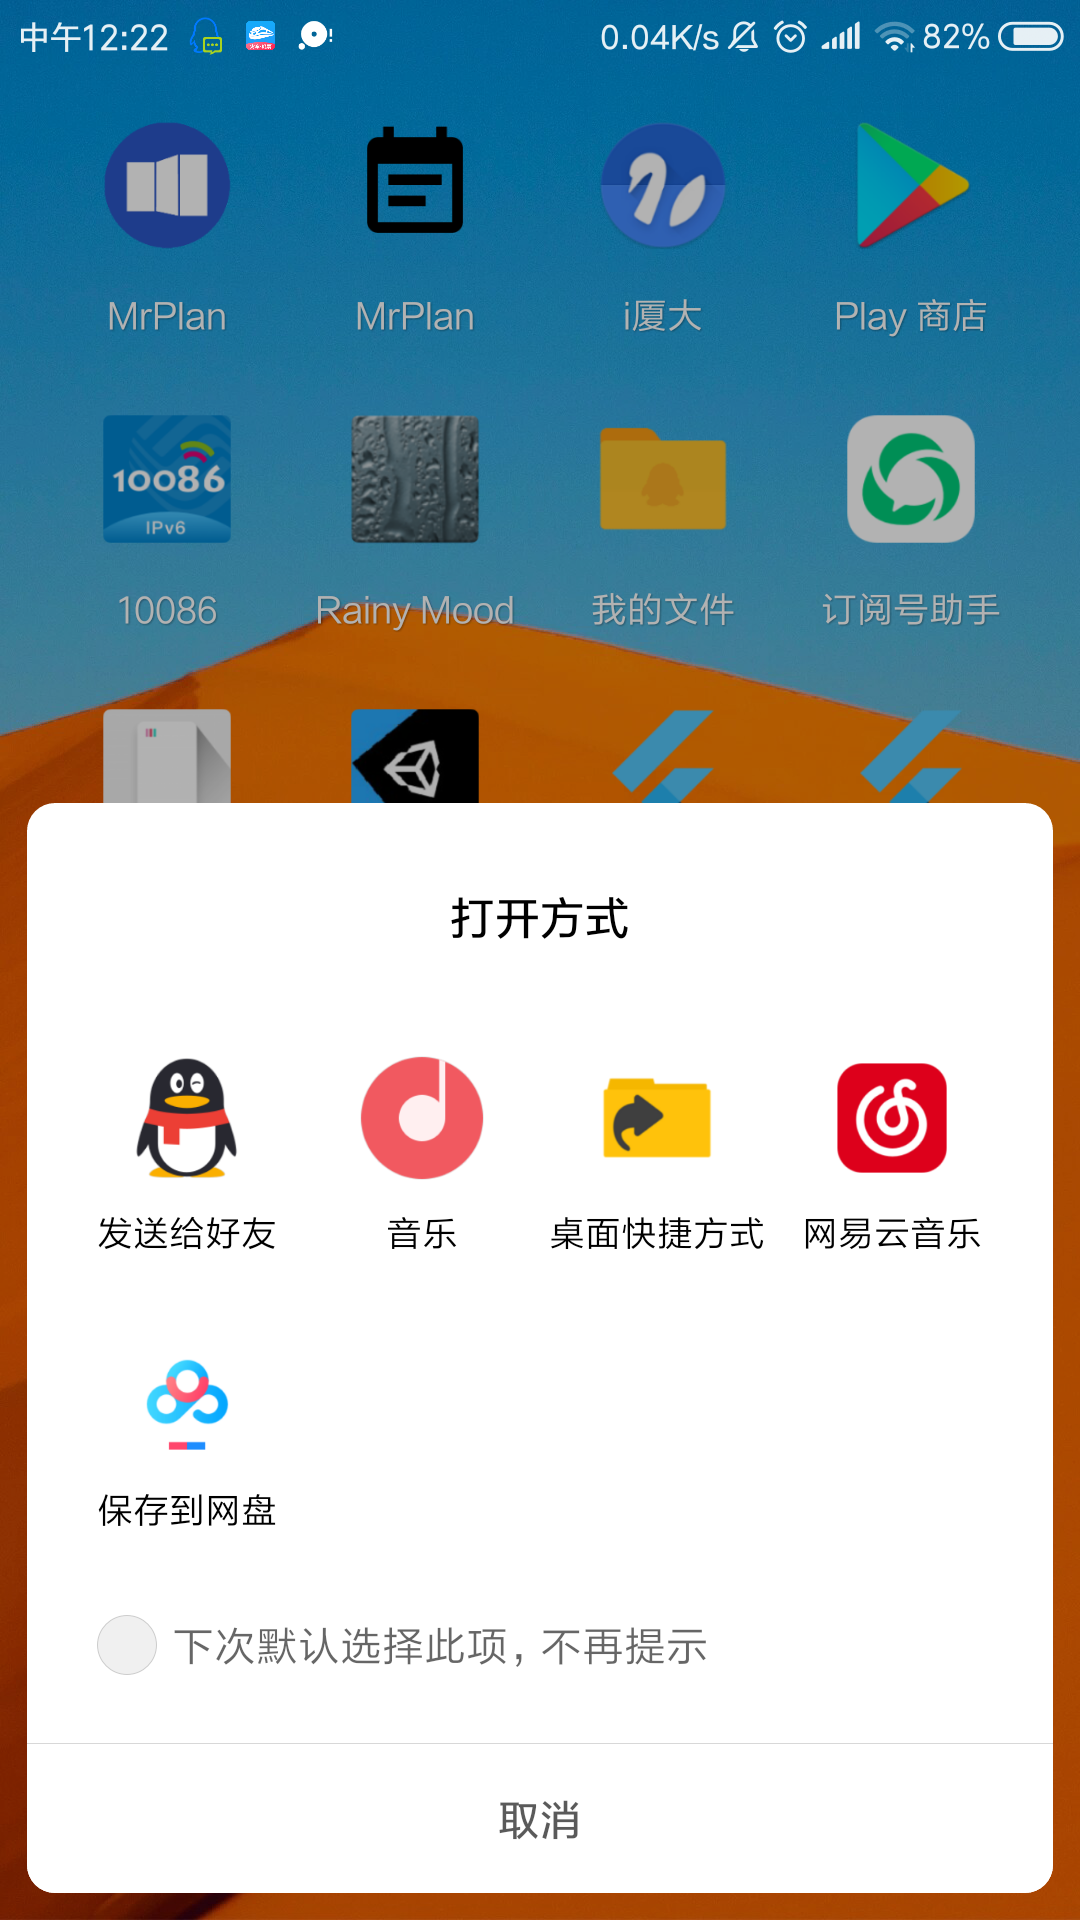 中午12:22 0.04K/s 82%
MrPlan MrPlan i厦大 Play 商店
10086
IPv6
10086 Rainy Mood 我的文件 订阅号助手
打开方式
发送给好友 音乐 桌面快捷方式 网易云音乐
保存到网盘
下次默认选择此项，不再提示
取消